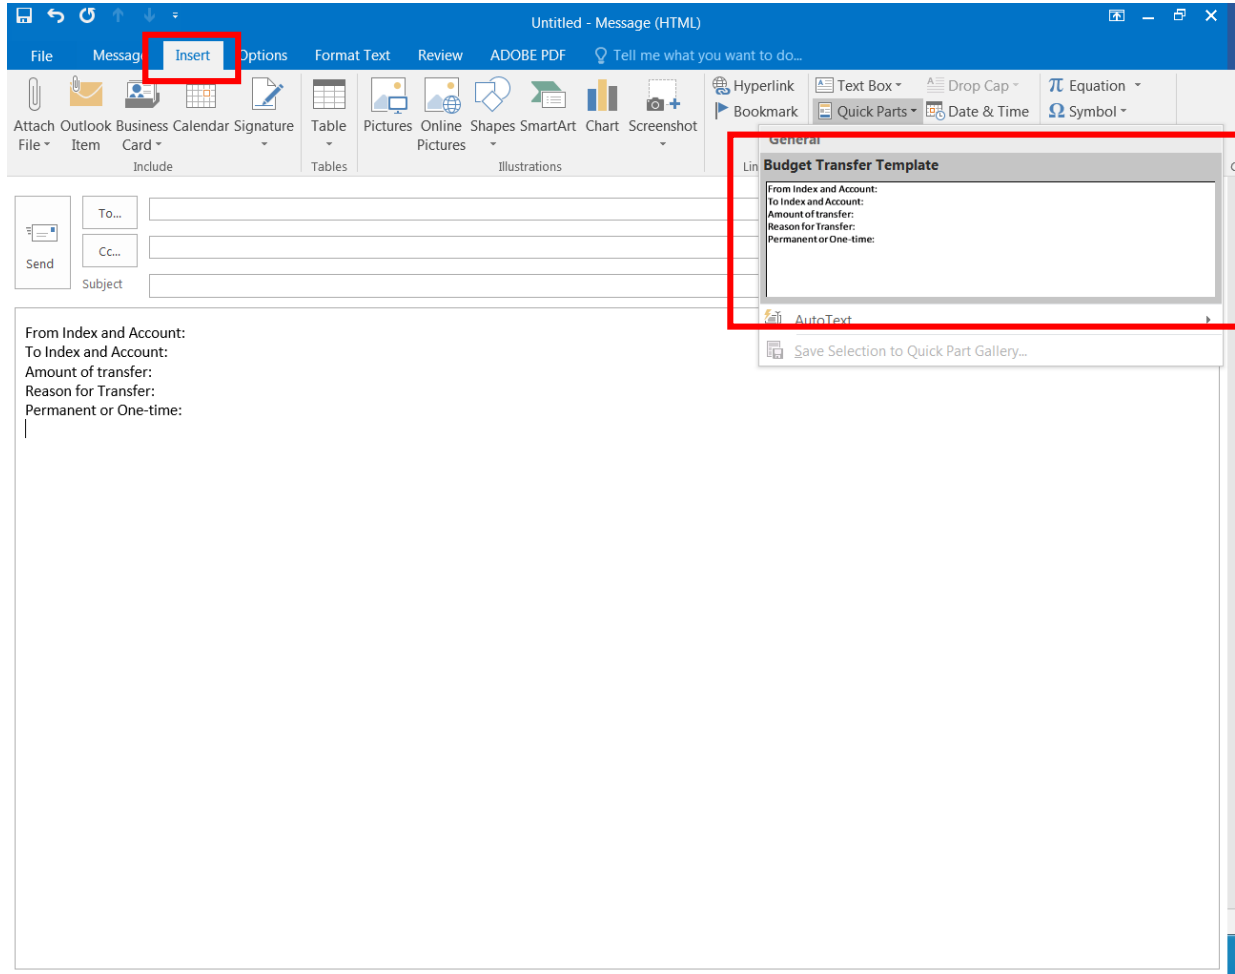 Untitled - Message (HTML)
File Message Insert Options Format Text Review ADOBE PDF Tell me what you want to do...
Attach File
Outlook Item
Business Card
Calendar
Signature
Include
Table
Tables
Pictures
Online Pictures
Shapes
SmartArt
Chart
Screenshot
Illustrations
Hyperlink
Bookmark
Lin
Text Box
Quick Parts
Drop Cap
Date & Time
π Equation
Ω Symbol
General
Budget Transfer Template
From Index and Account:
To Index and Account:
Amount of transfer:
Reason for Transfer:
Permanent or One-time:
AutoText
Save Selection to Quick Part Gallery...
Send
To...
Cc...
Subject
From Index and Account:
To Index and Account:
Amount of transfer:
Reason for Transfer:
Permanent or One-time: